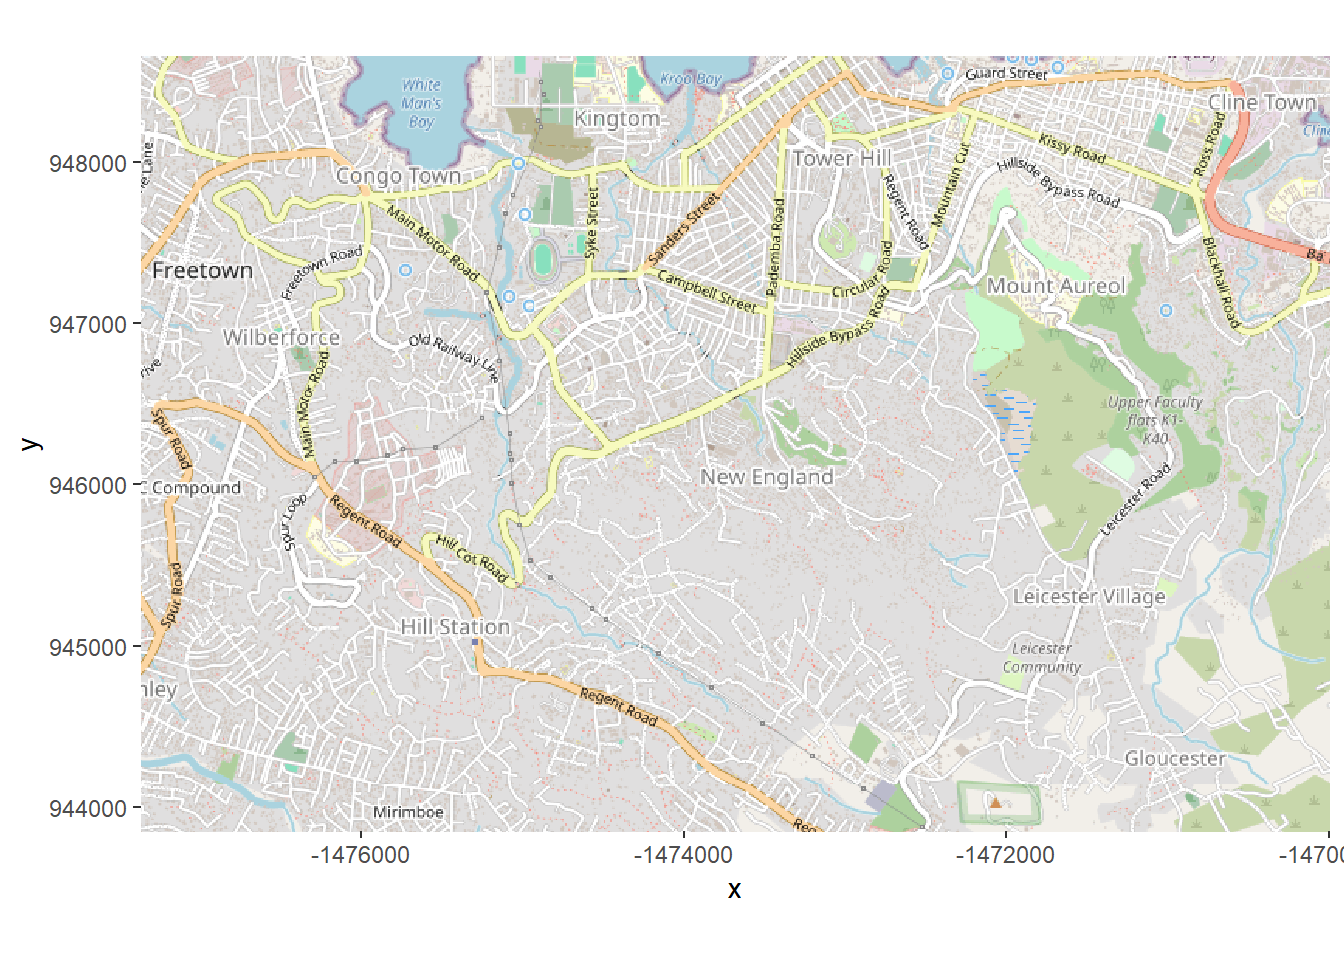 Guard Street
White
Man's
Bay
Kroo Bay
Kingtom
Cline Town
Congo Town
Tower Hill
Kissy Road
Ross Road
Hillside Bypass Road
Mountain Cut
Regent Road
Main Motor Road
Syke Street
Sanders Street
Pademba Road
Circular Road
Blackhall Road
Freetown Road
Freetown
Campbell Street
Mount Aureol
Hillside Bypass Road
Wilberforce
Old Railway Line
Main Motor Road
Upper Faculty
flats K1-
K40
Spur Road
Compound
New England
Leicester Road
Spur Loop
Regent Road
Hill Cot Road
Spur Road
Leicester Village
Hill Station
Leicester
Community
nley
Regent Road
Gloucester
Mirimboe
Reg
948000
947000
946000
945000
944000
y
-1476000
-1474000
-1472000
-14700
x